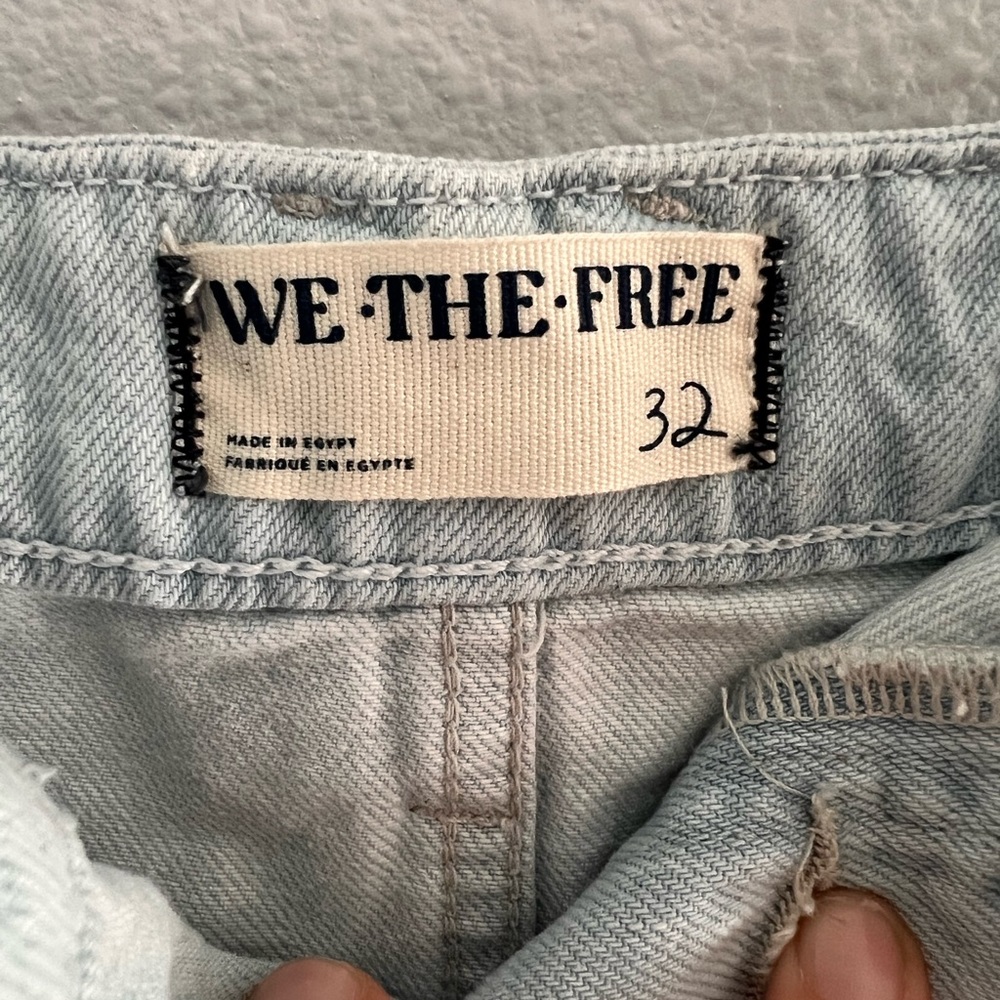 WE·THE·FREE
32
MADE IN EGYPT
FABRIQUÉ EN EGYPTE